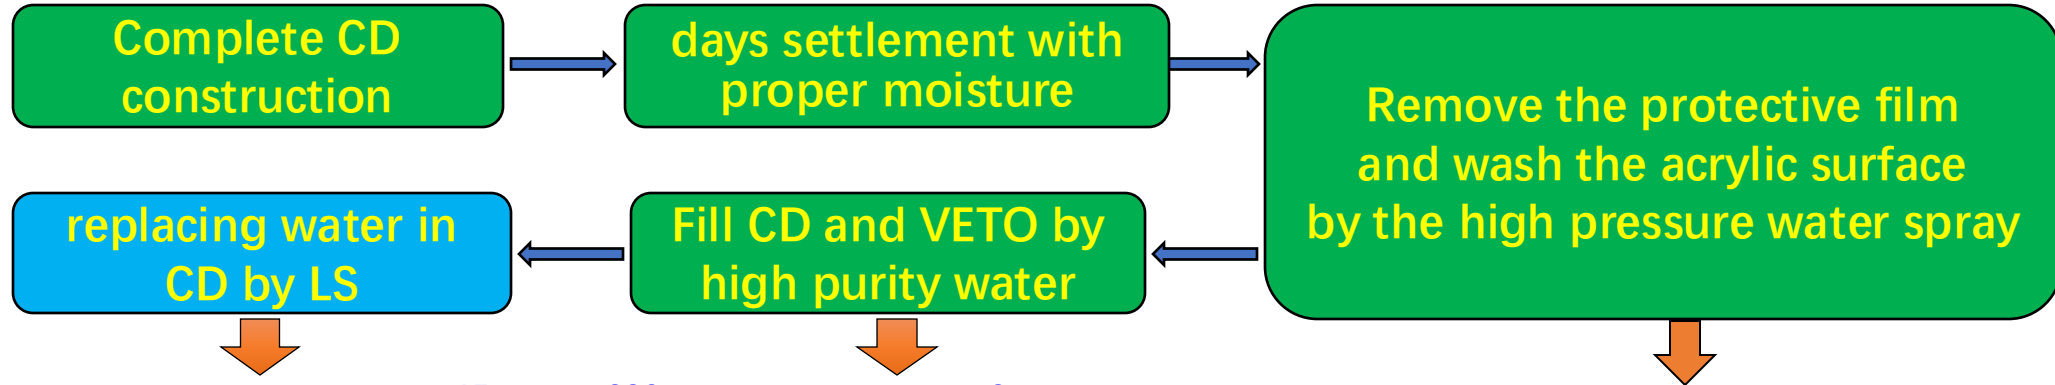 Complete CD
construction
days settlement with
proper moisture
Remove the protective film
and wash the acrylic surface
by the high pressure water spray
replacing water in
CD by LS
Fill CD and VETO by
high purity water